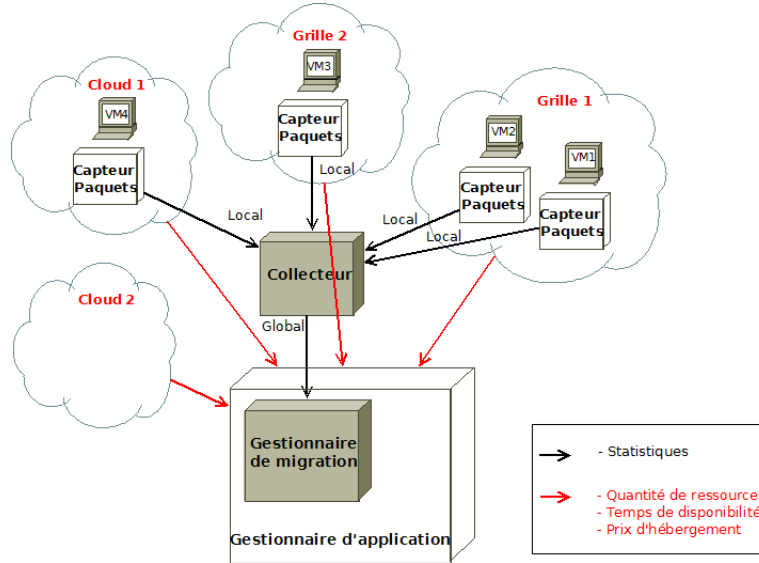 Grille 2
VM3
Capteur
Paquets
Cloud 1
VM4
Capteur
Paquets
Grille 1
VM2
VM1
Capteur
Paquets
Capteur
Paquets
Local
Local
Local
Local
Collecteur
Cloud 2
Global
Gestionnaire
de migration
Gestionnaire d'application
- Statistiques
- Quantité de ressources
- Temps de disponibilité
- Prix d'hébergement